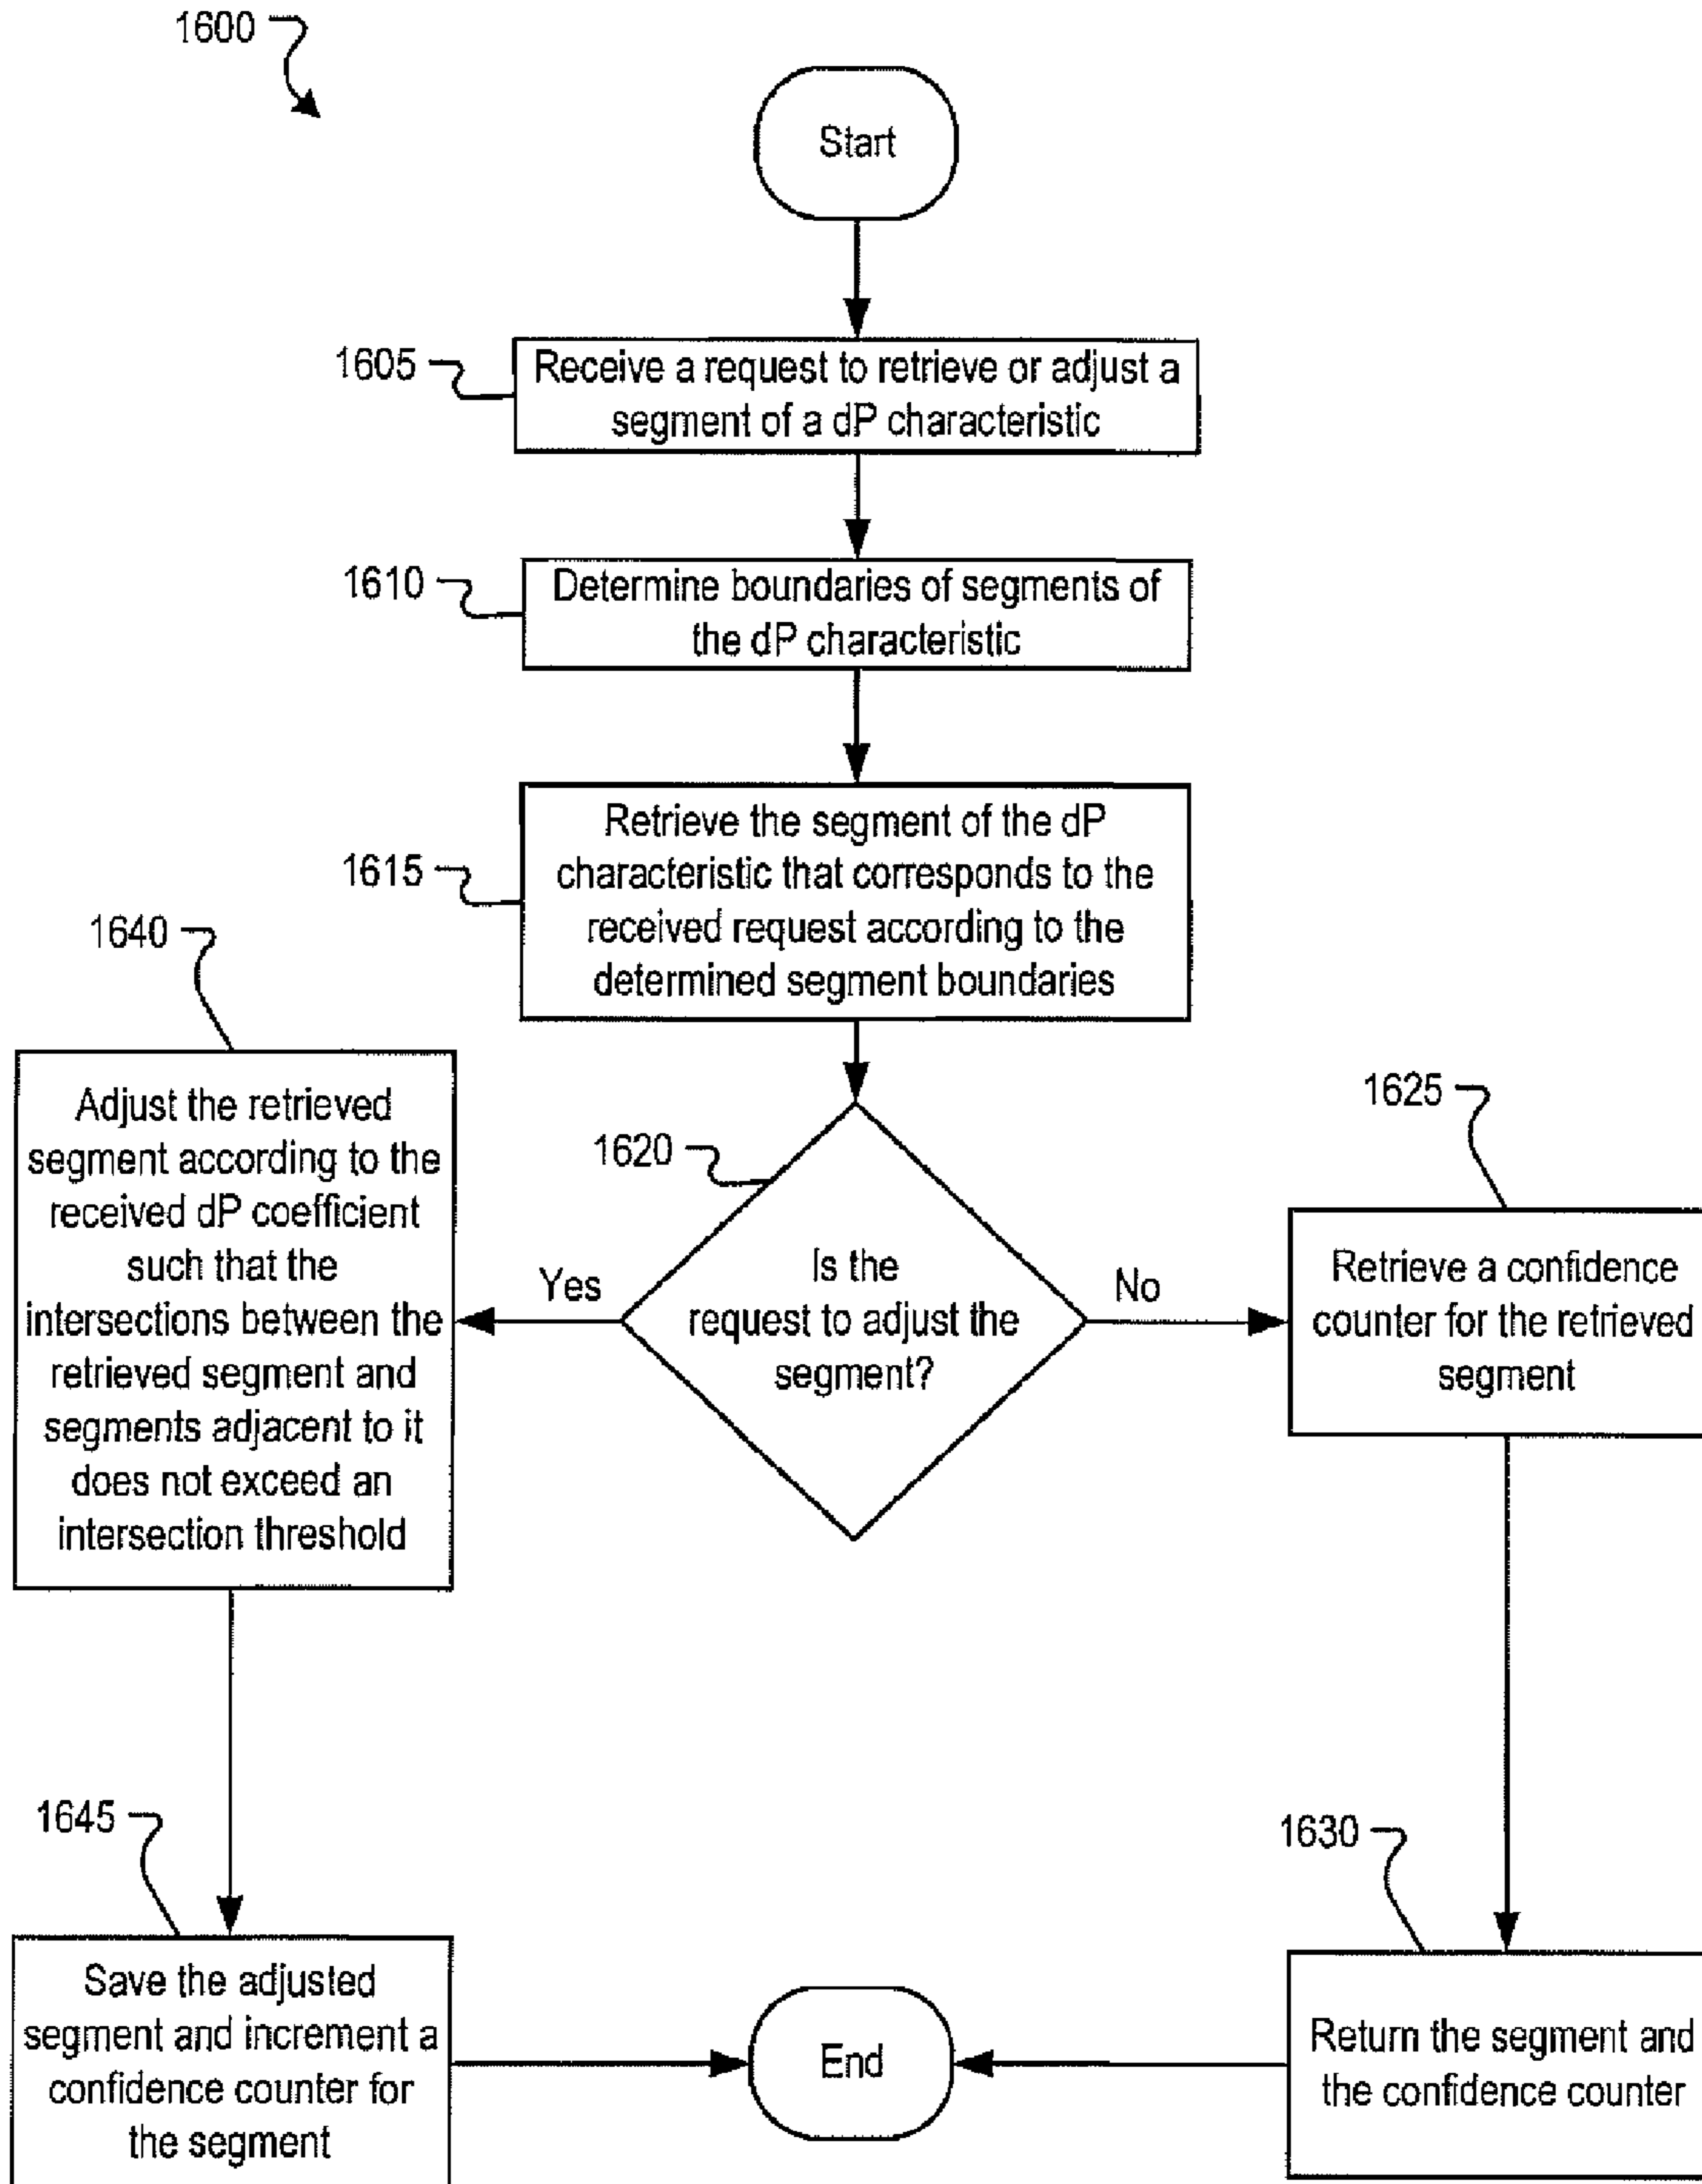 1600
Start
1605
Receive a request to retrieve or adjust a
segment of a dP characteristic
1610
Determine boundaries of segments of
the dP characteristic
1615
Retrieve the segment of the dP
characteristic that corresponds to the
received request according to the
determined segment boundaries
1620
Is the
request to adjust the
segment?
Yes
No
1640
Adjust the retrieved
segment according to the
received dP coefficient
such that the
intersections between the
retrieved segment and
segments adjacent to it
does not exceed an
intersection threshold
1625
Retrieve a confidence
counter for the retrieved
segment
1645
Save the adjusted
segment and increment a
confidence counter for
the segment
1630
Return the segment and
the confidence counter
End